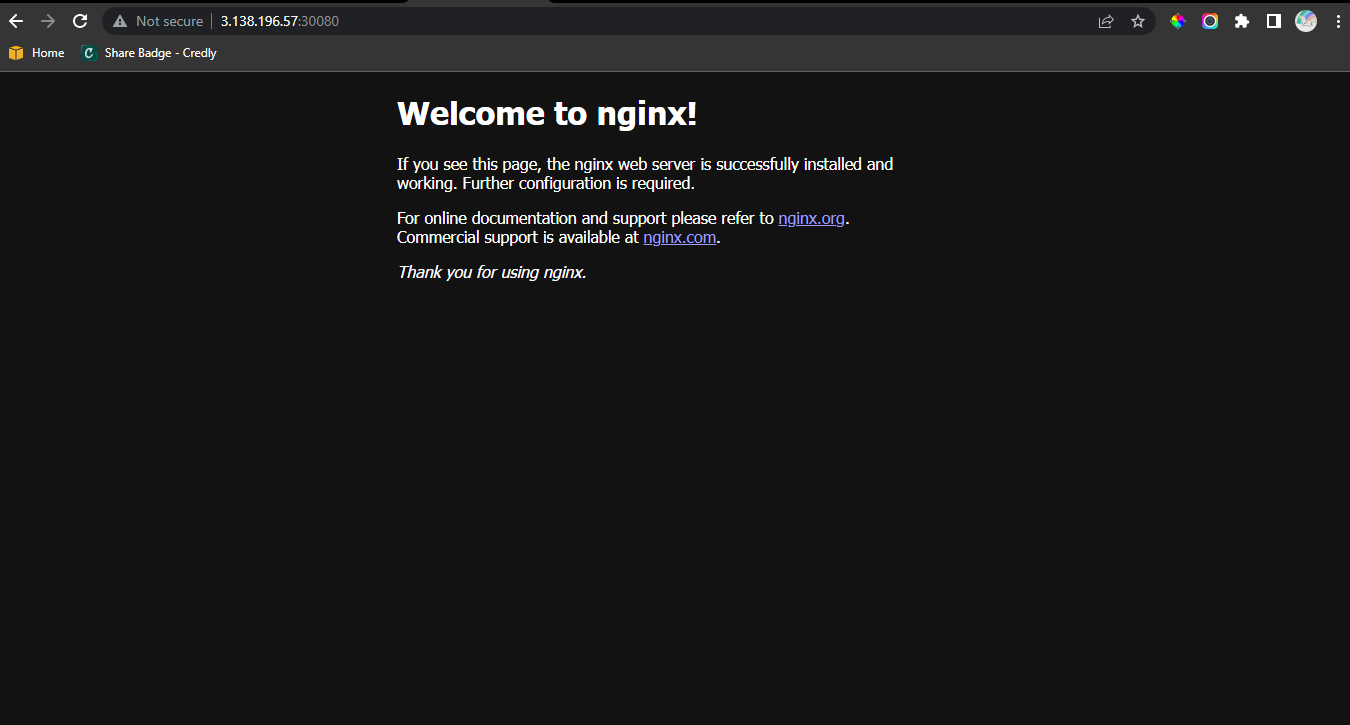 Not secure 3.138.196.57:30080
Home Share Badge - Credly
Welcome to nginx!
If you see this page, the nginx web server is successfully installed and
working. Further configuration is required.
For online documentation and support please refer to nginx.org.
Commercial support is available at nginx.com.
Thank you for using nginx.